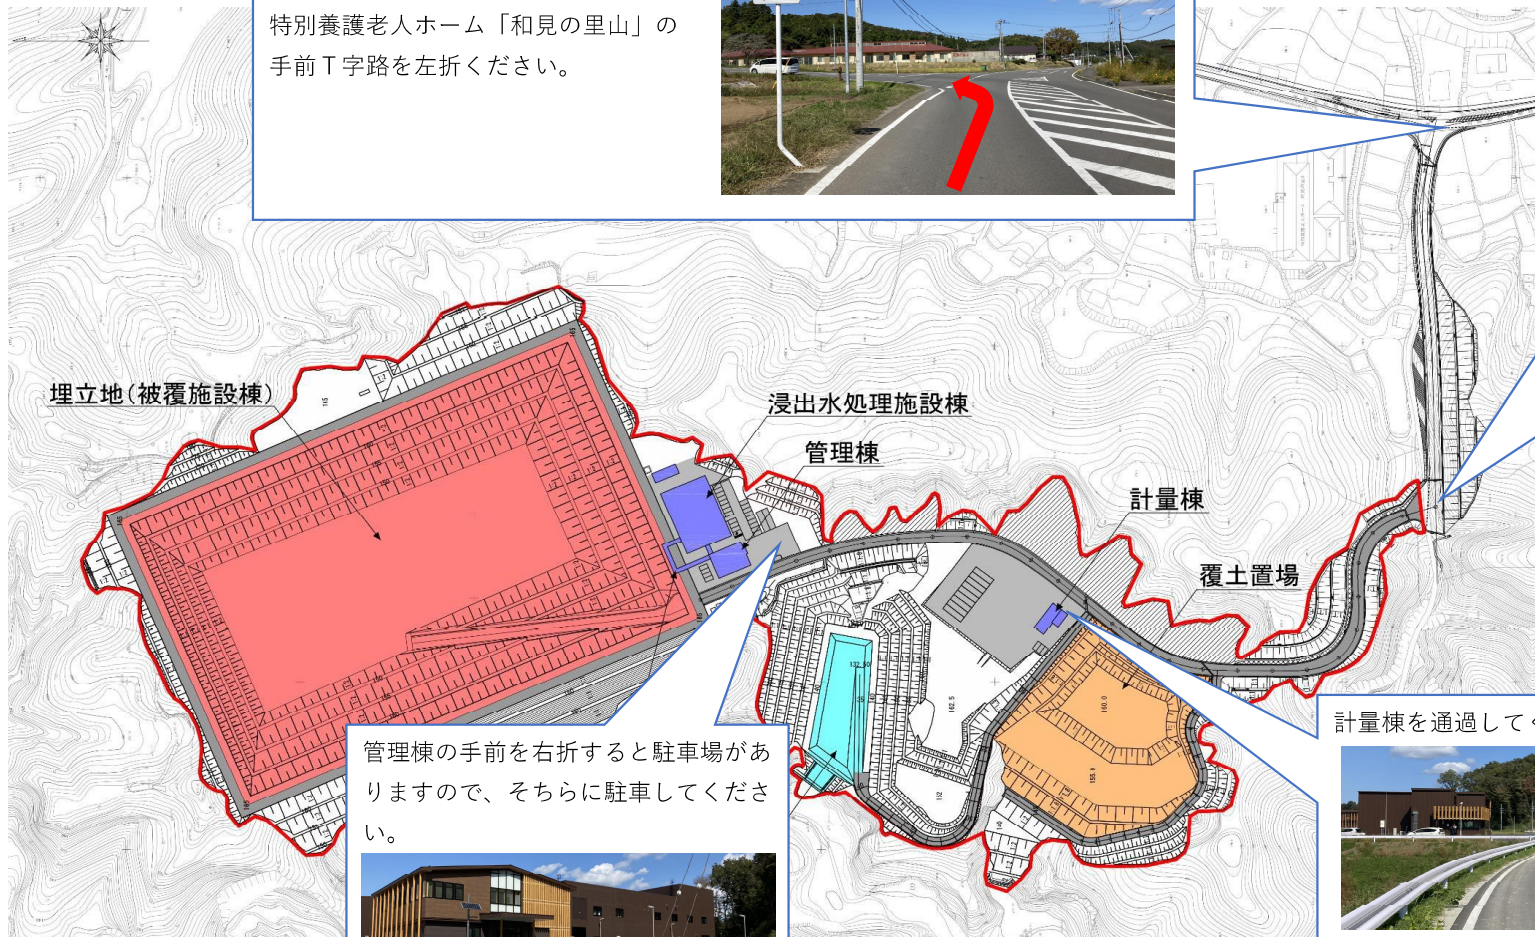 特別養護老人ホーム「和見の里山」の
手前Ｔ字路を左折ください。
埋立地(被覆施設棟)
浸出水処理施設棟
管理棟
計量棟
覆土置場
管理棟の手前を右折すると駐車場があ
りますので、そちらに駐車してくださ
い。
計量棟を通過して